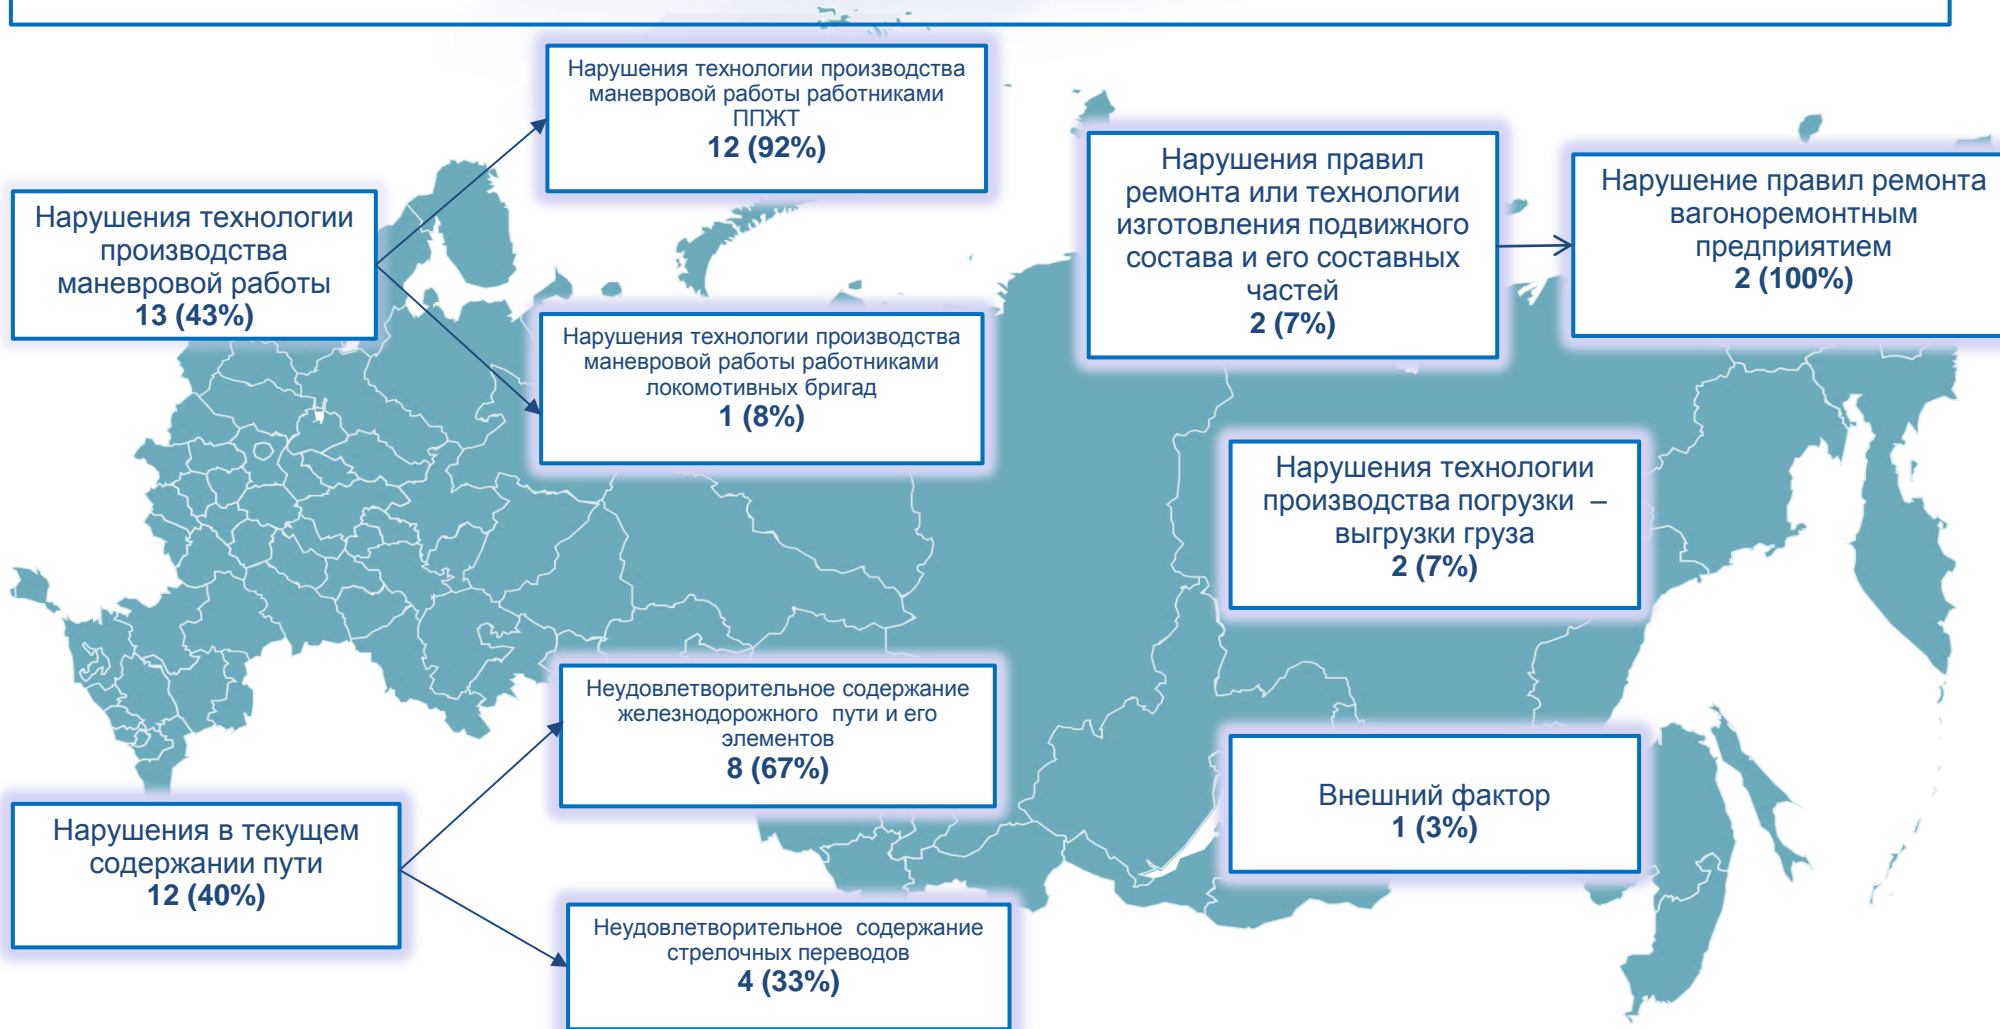 Нарушения технологии производства
маневровой работы работниками
ППЖТ
12 (92%)
Нарушения технологии
производства
маневровой работы
13 (43%)
Нарушения технологии производства
маневровой работы работниками
локомотивных бригад
1 (8%)
Нарушения правил
ремонта или технологии
изготовления подвижного
состава и его составных
частей
2 (7%)
Нарушение правил ремонта
вагоноремонтным
предприятием
2 (100%)
Нарушения технологии
производства погрузки –
выгрузки груза
2 (7%)
Неудовлетворительное содержание
железнодорожного пути и его
элементов
8 (67%)
Нарушения в текущем
содержании пути
12 (40%)
Неудовлетворительное содержание
стрелочных переводов
4 (33%)
Внешний фактор
1 (3%)